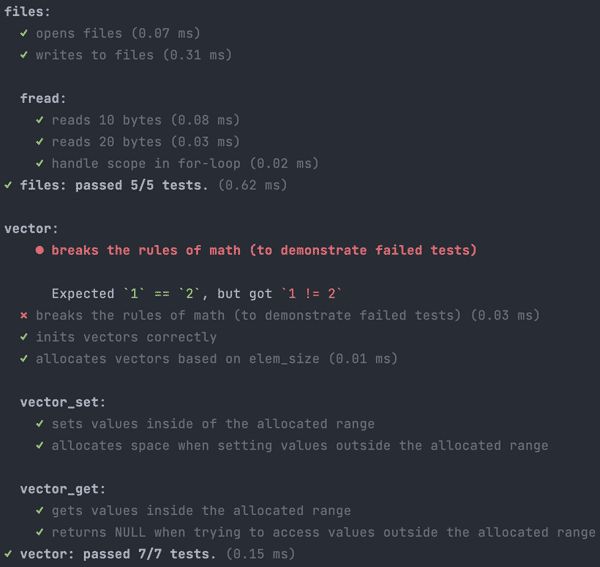 files:
✓ opens files (0.07 ms)
✓ writes to files (0.31 ms)
fread:
✓ reads 10 bytes (0.08 ms)
✓ reads 20 bytes (0.03 ms)
✓ handle scope in for-loop (0.02 ms)
✓ files: passed 5/5 tests. (0.62 ms)
vector:
● breaks the rules of math (to demonstrate failed tests)
Expected `1` == `2`, but got `1 != 2`
✕ breaks the rules of math (to demonstrate failed tests) (0.03 ms)
✓ inits vectors correctly
✓ allocates vectors based on elem_size (0.01 ms)
vector_set:
✓ sets values inside of the allocated range
✓ allocates space when setting values outside the allocated range
vector_get:
✓ gets values inside the allocated range
✓ returns NULL when trying to access values outside the allocated range
✓ vector: passed 7/7 tests. (0.15 ms)